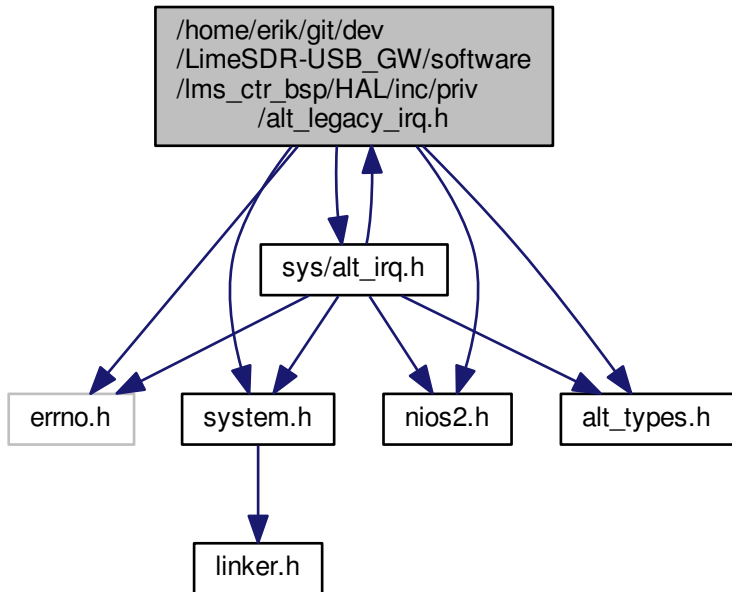 /home/erik/git/dev
/LimeSDR-USB_GW/software
/lms_ctr_bsp/HAL/inc/priv
/alt_legacy_irq.h
sys/alt_irq.h
errno.h
system.h
nios2.h
alt_types.h
linker.h